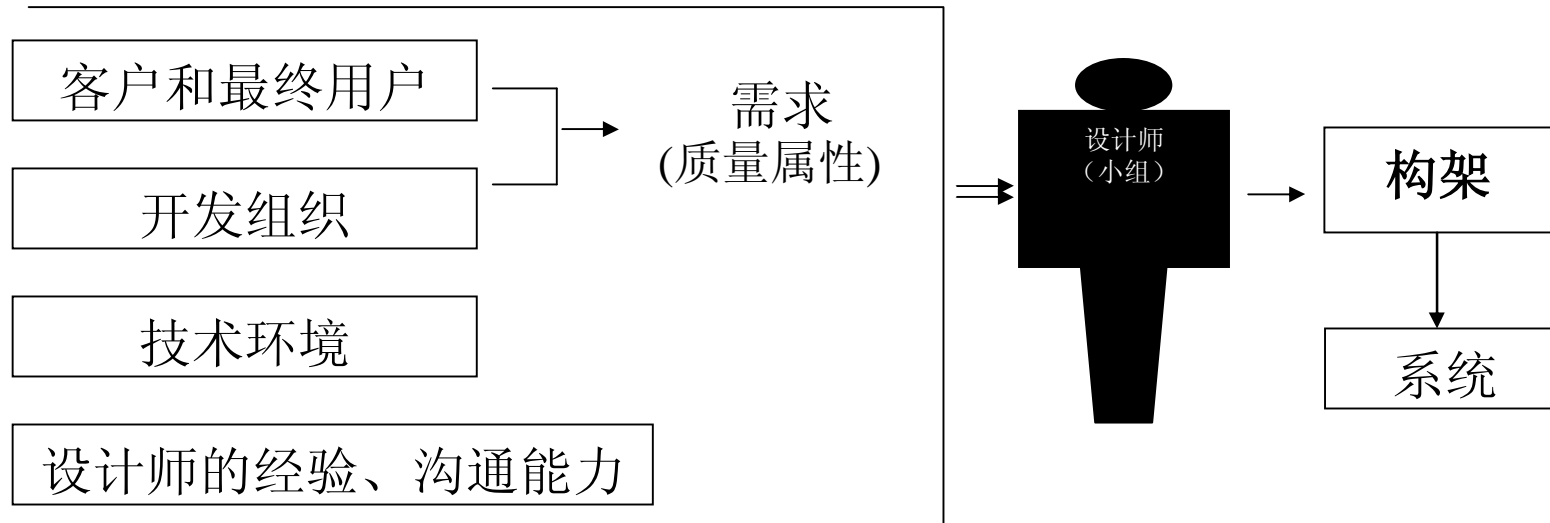 客户和最终用户
开发组织
技术环境
设计师的经验、沟通能力
需求
(质量属性)
设计师
（小组）
构架
系统